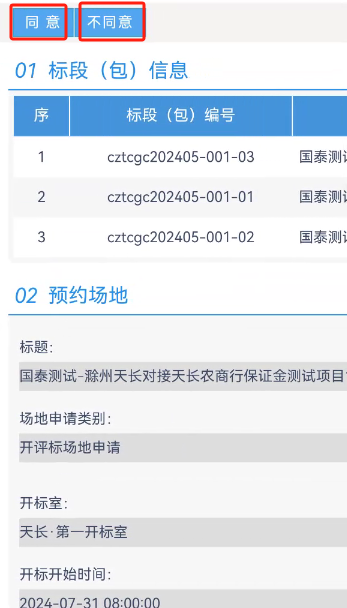 同 意 不同意
01 标段（包）信息
序 标段（包）编号
1 cztcgc202405-001-03 国泰测
2 cztcgc202405-001-01 国泰测
3 cztcgc202405-001-02 国泰测
02 预约场地
标题:
国泰测试-滁州天长对接天长农商行保证金测试项目
场地申请类别:
开评标场地申请
开标室:
天长·第一开标室
开标开始时间:
2024-07-31 08:00:00